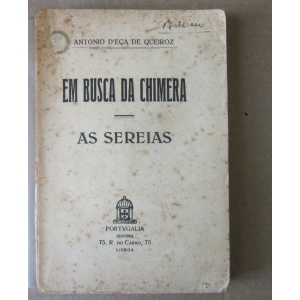 ANTONIO D'EÇA DE QUEIROZ
EM BUSCA DA CHIMERA
AS SEREIAS
PORTVGALIA
EDITORA
75, R. DO CARMO, 75
LISBOA